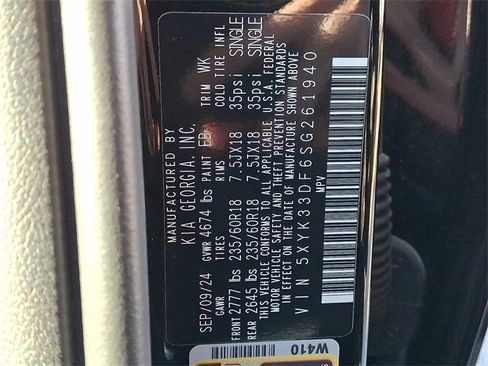 MANUFACTURED BY
KIA GEORGIA, INC.
SEP/09/24 GVWR 4674 lbs PAINT EB TRIM WK
GAWR TIRES RIMS COLD TIRE INFL
FRONT 2777 lbs 235/60R18 7.5JX18 35psi SINGLE
REAR 2645 lbs 235/60R18 7.5JX18 35psi SINGLE
THIS VEHICLE CONFORMS TO ALL APPLICABLE U.S.A. FEDERAL
MOTOR VEHICLE SAFETY AND THEFT PREVENTION STANDARDS
IN EFFECT ON THE DATE OF MANUFACTURE SHOWN ABOVE
VIN 5XYK33DF6SG261940
MPV
W410